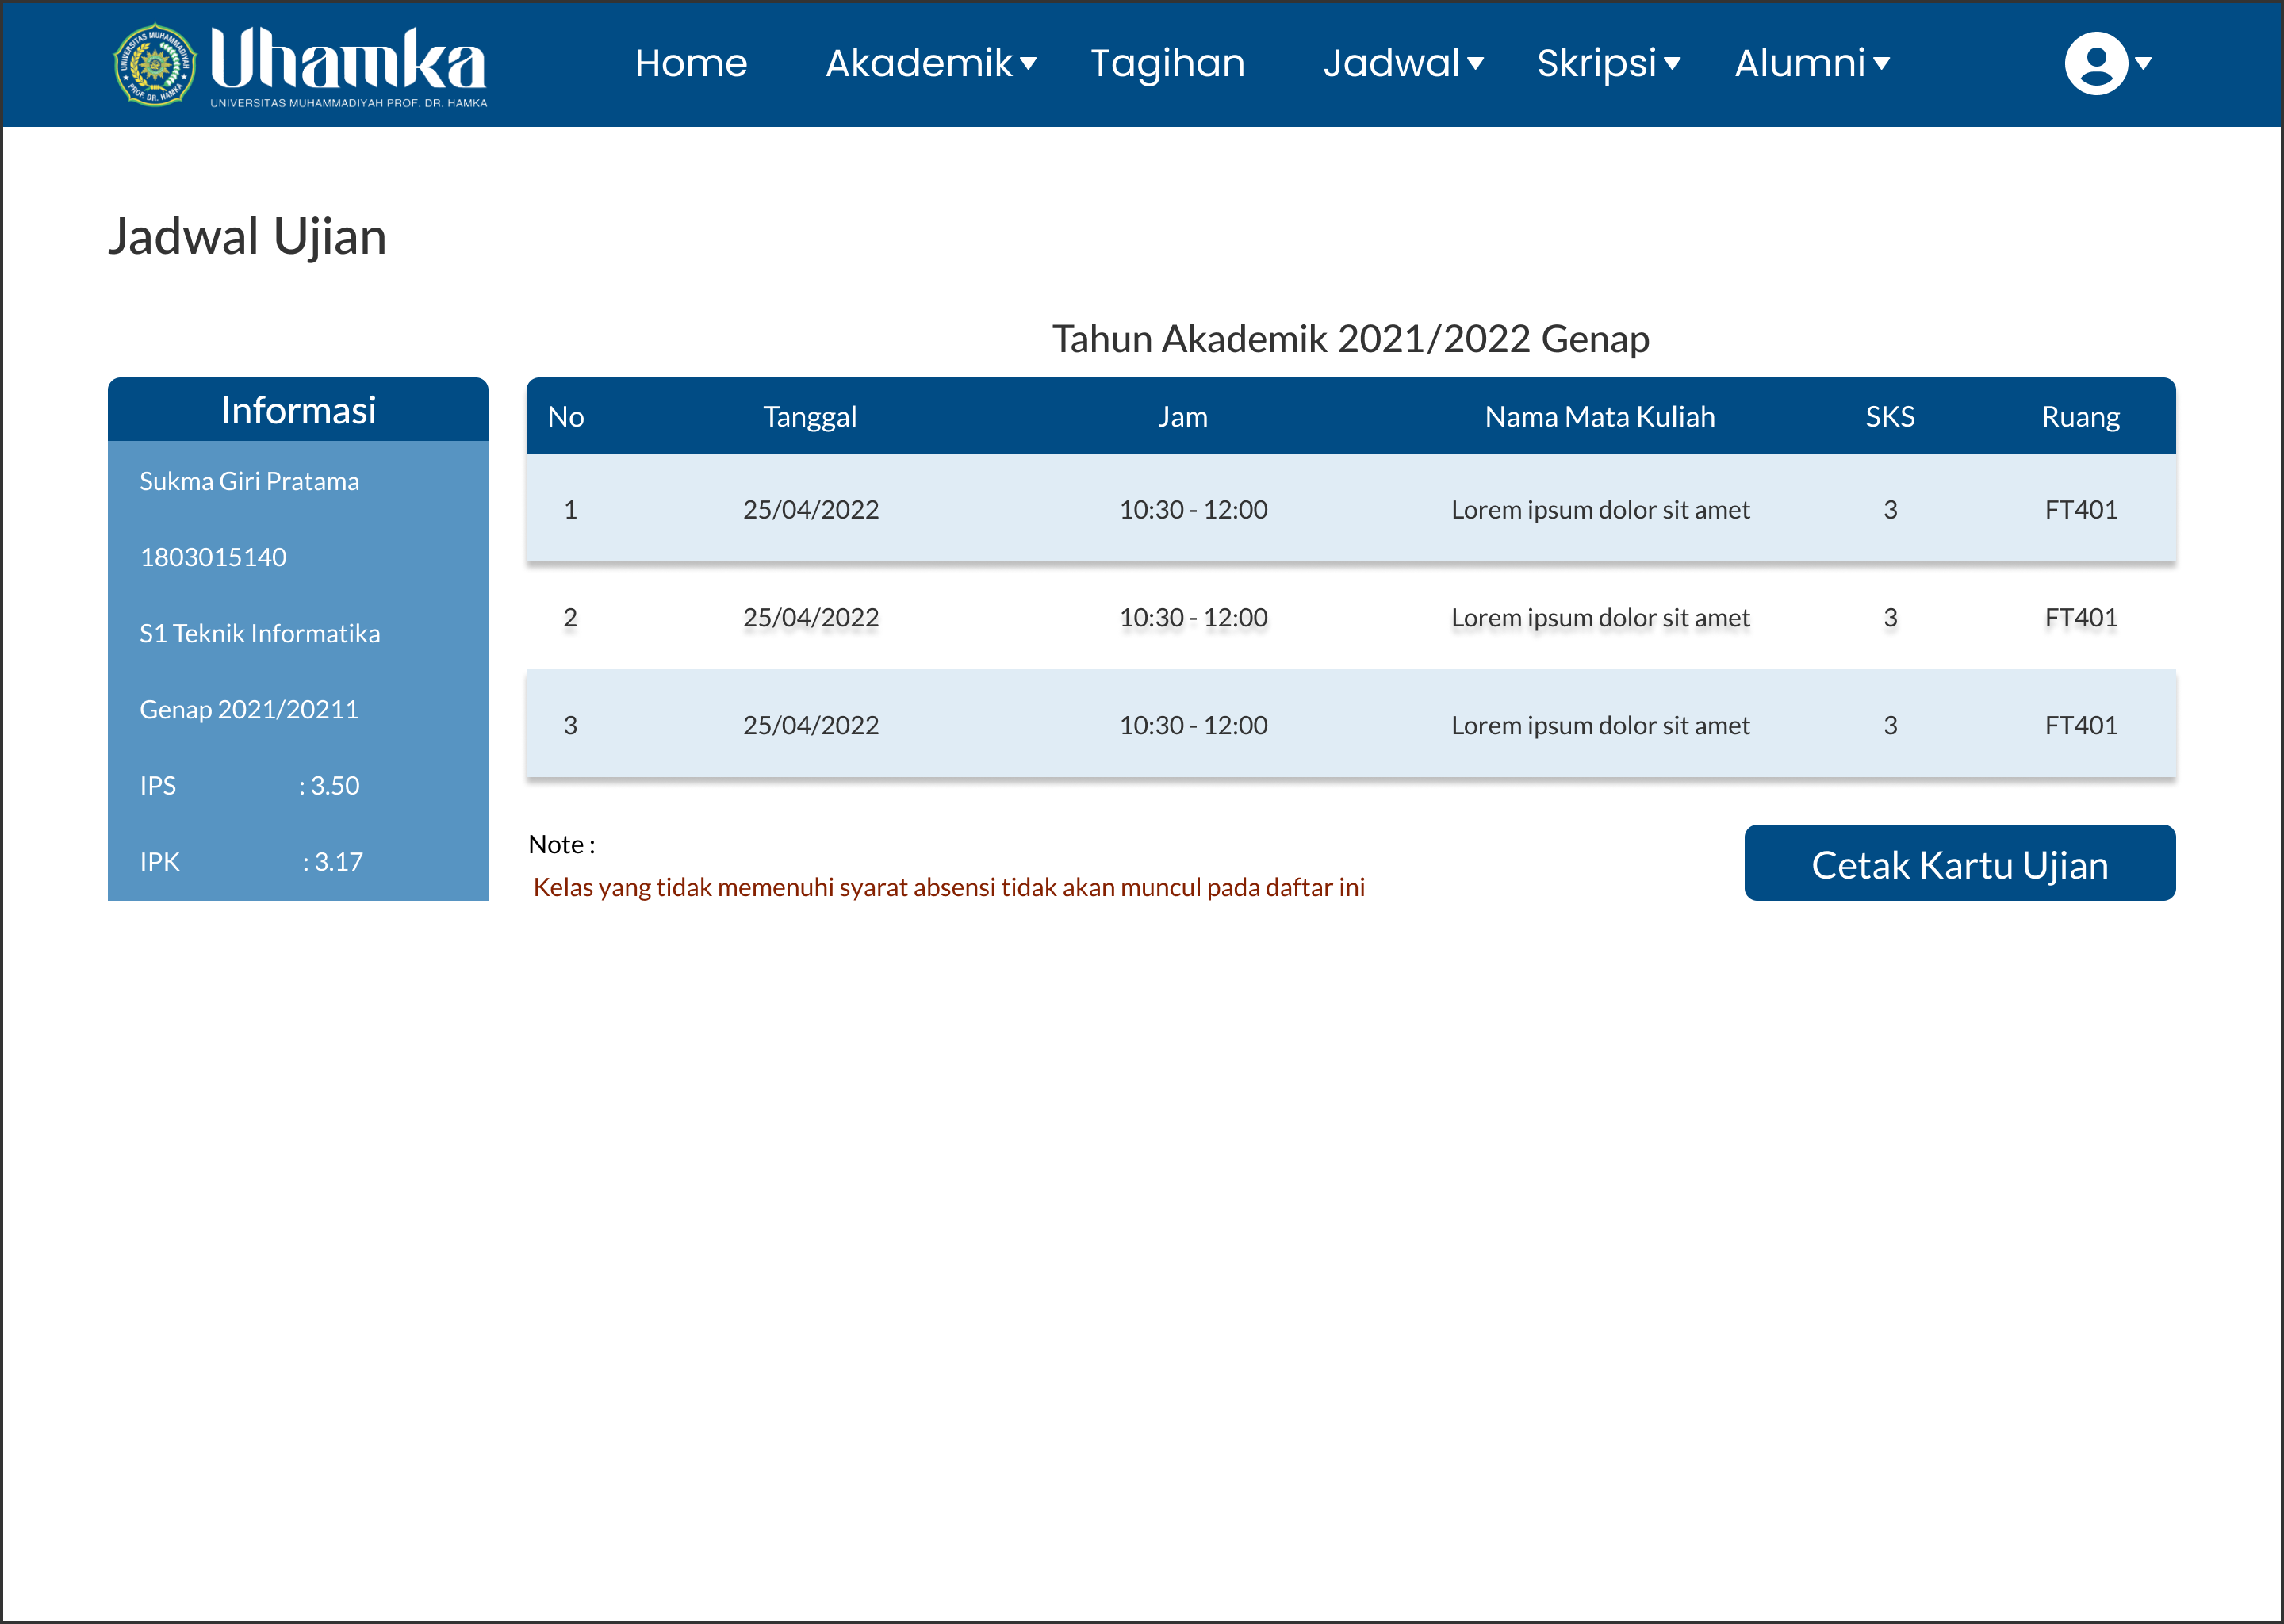 UNIVERSITAS MUHAMMADIYAH
PROF. DR. HAMKA
Uhamka
UNIVERSITAS MUHAMMADIYAH PROF. DR. HAMKA
Home Akademik Tagihan Jadwal Skripsi Alumni
Jadwal Ujian
Tahun Akademik 2021/2022 Genap
Informasi
Sukma Giri Pratama
1803015140
S1 Teknik Informatika
Genap 2021/20211
IPS : 3.50
IPK : 3.17
No Tanggal Jam Nama Mata Kuliah SKS Ruang
1 25/04/2022 10:30 - 12:00 Lorem ipsum dolor sit amet 3 FT401
2 25/04/2022 10:30 - 12:00 Lorem ipsum dolor sit amet 3 FT401
3 25/04/2022 10:30 - 12:00 Lorem ipsum dolor sit amet 3 FT401
Note :
Kelas yang tidak memenuhi syarat absensi tidak akan muncul pada daftar ini
Cetak Kartu Ujian